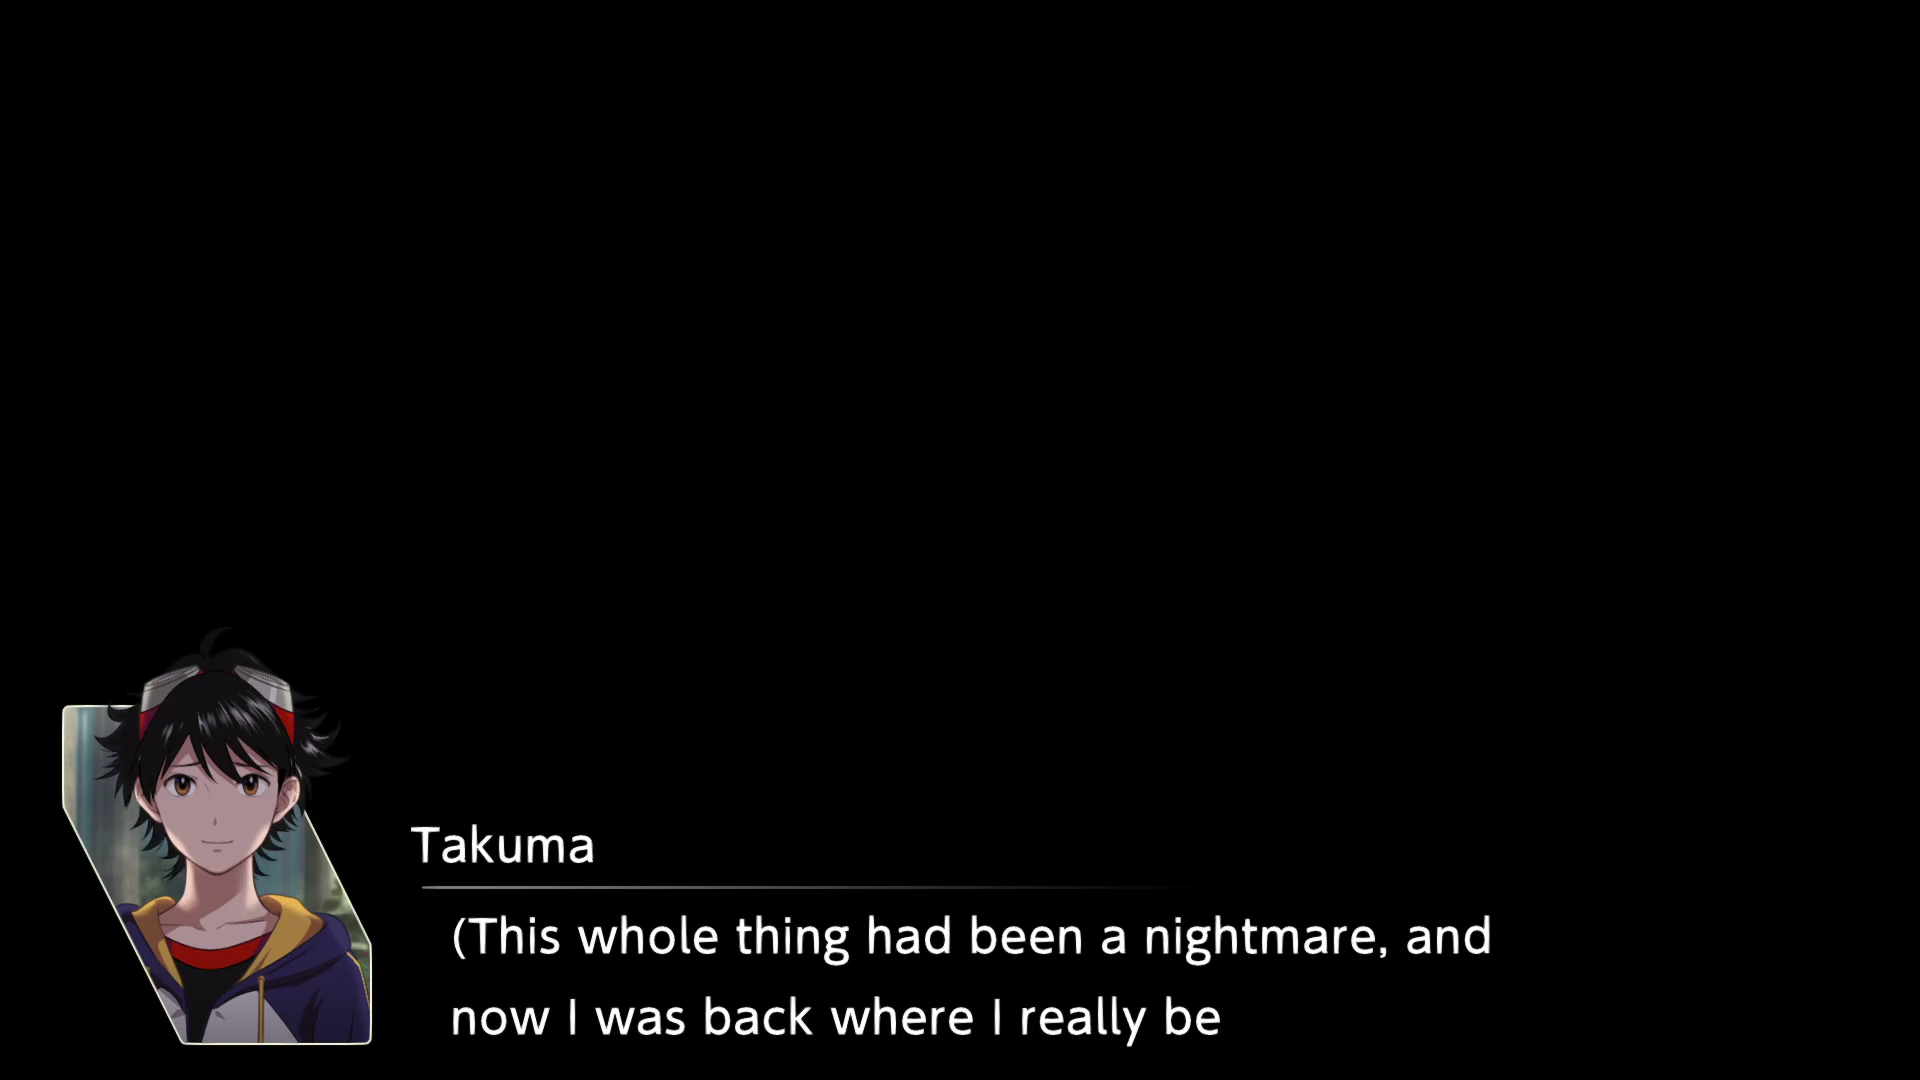 Takuma
(This whole thing had been a nightmare, and
now I was back where I really be